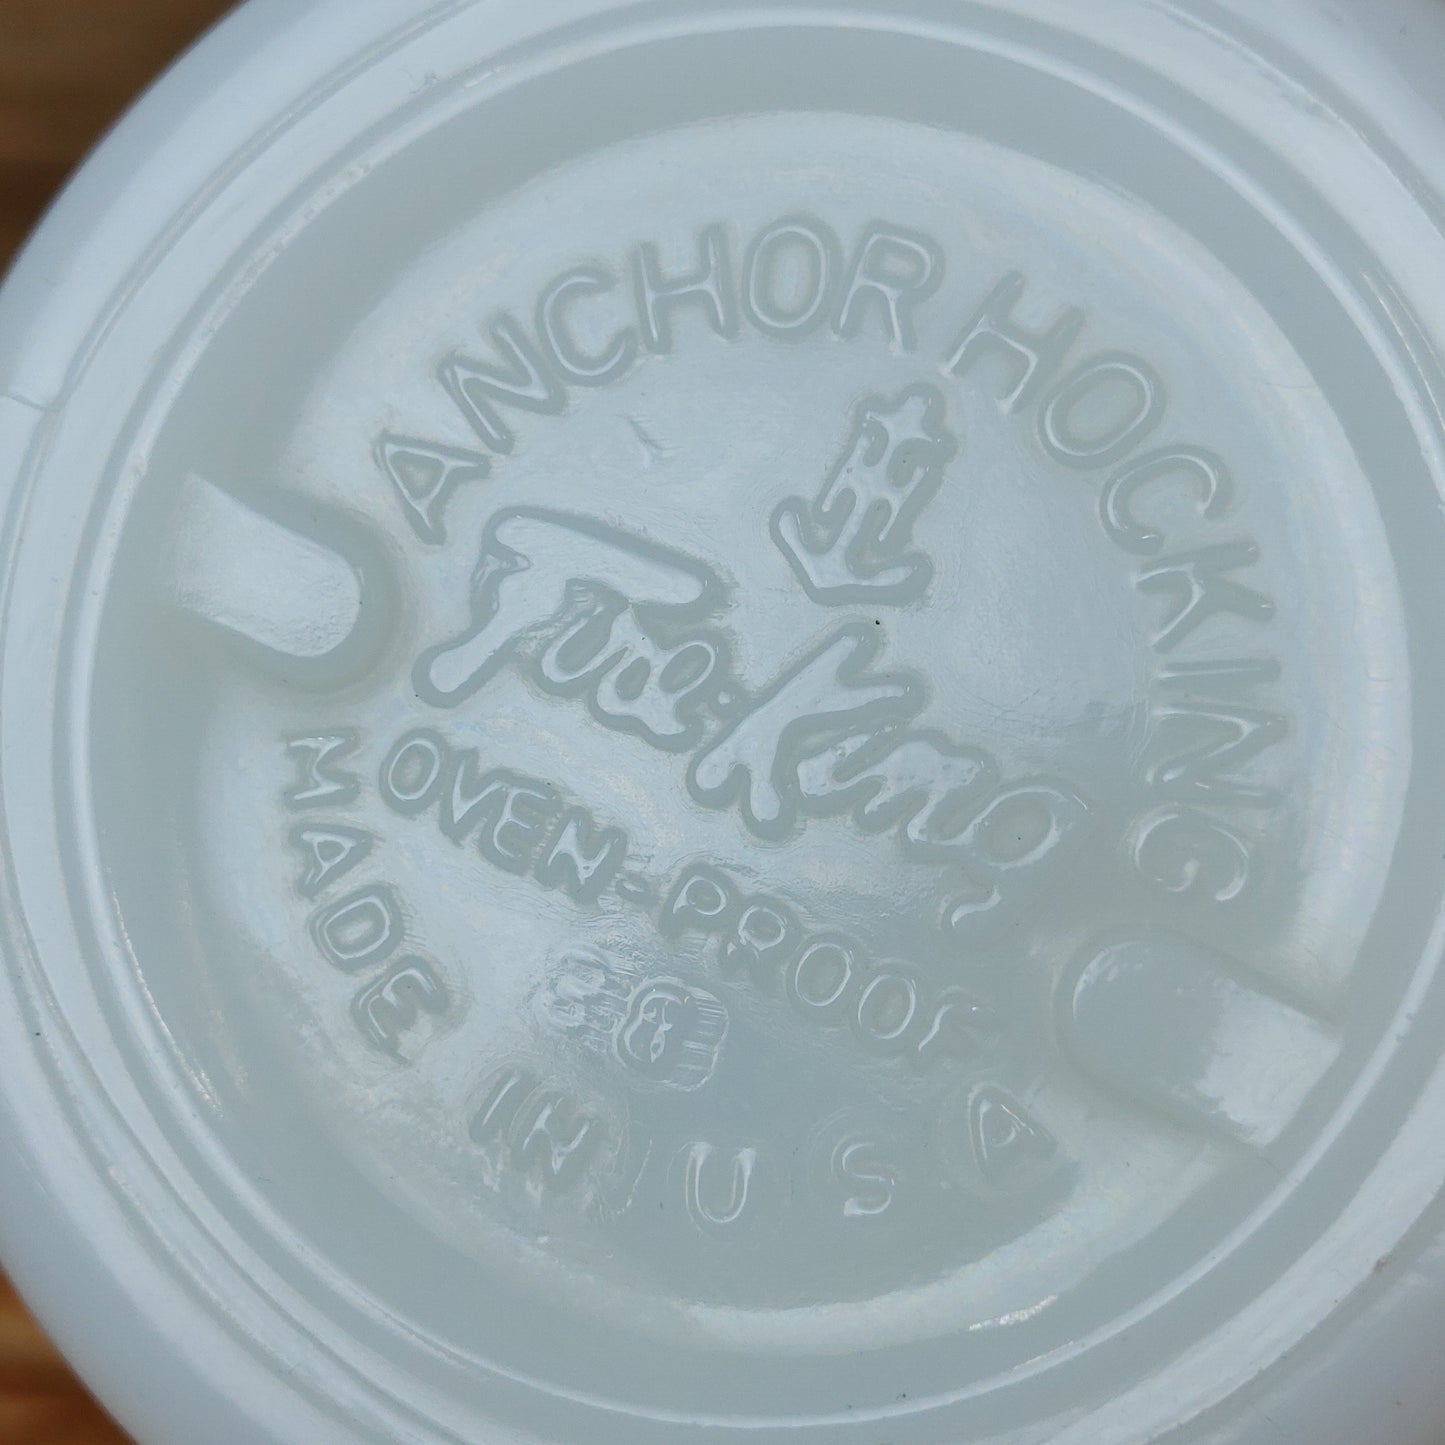 ANCHOR HOCKING
Fire-King
OVEN-PROOF
MADE IN U S A